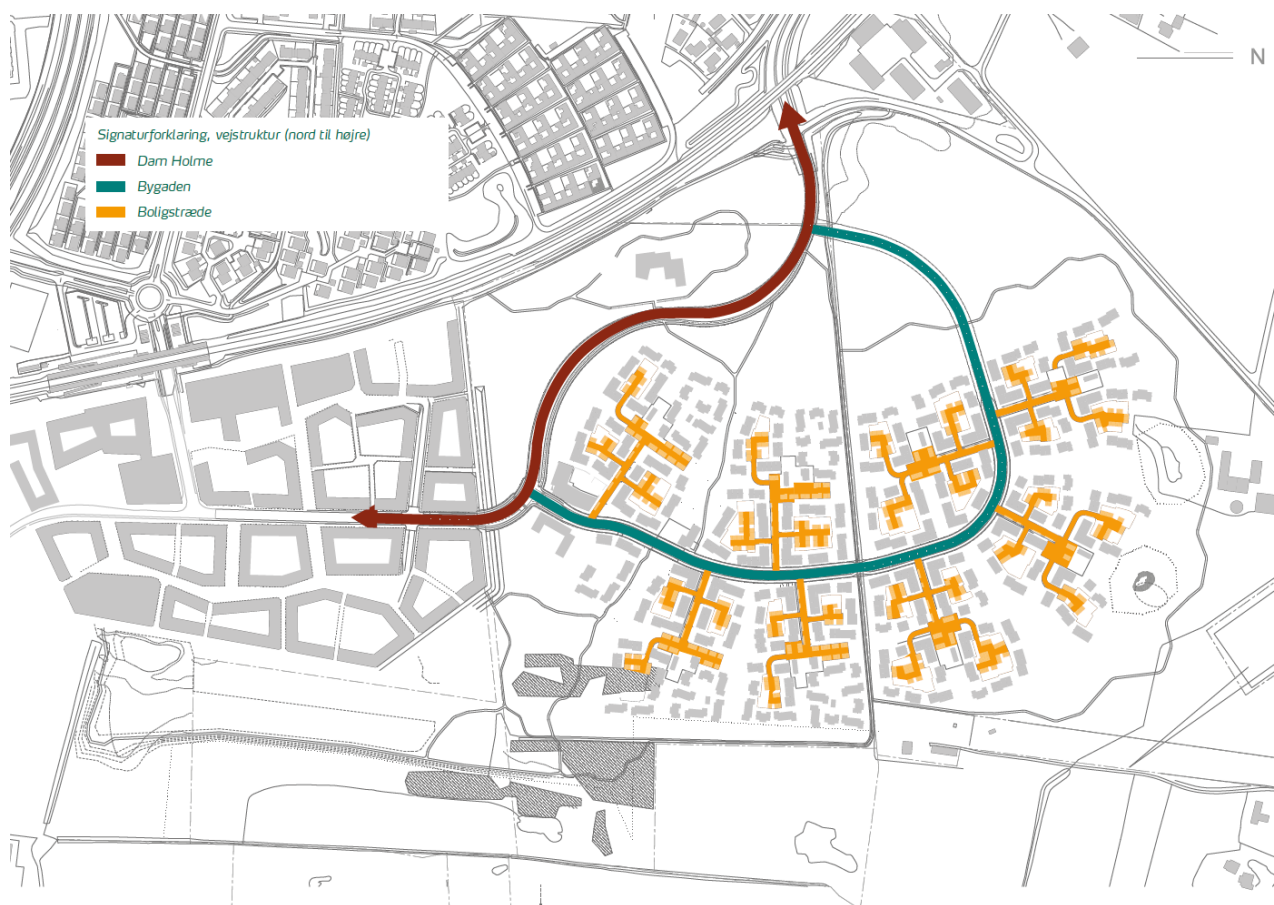 N
Signaturforklaring, vejstruktur (nord til højre)
Dam Holme
Bygaden
Boligstræde